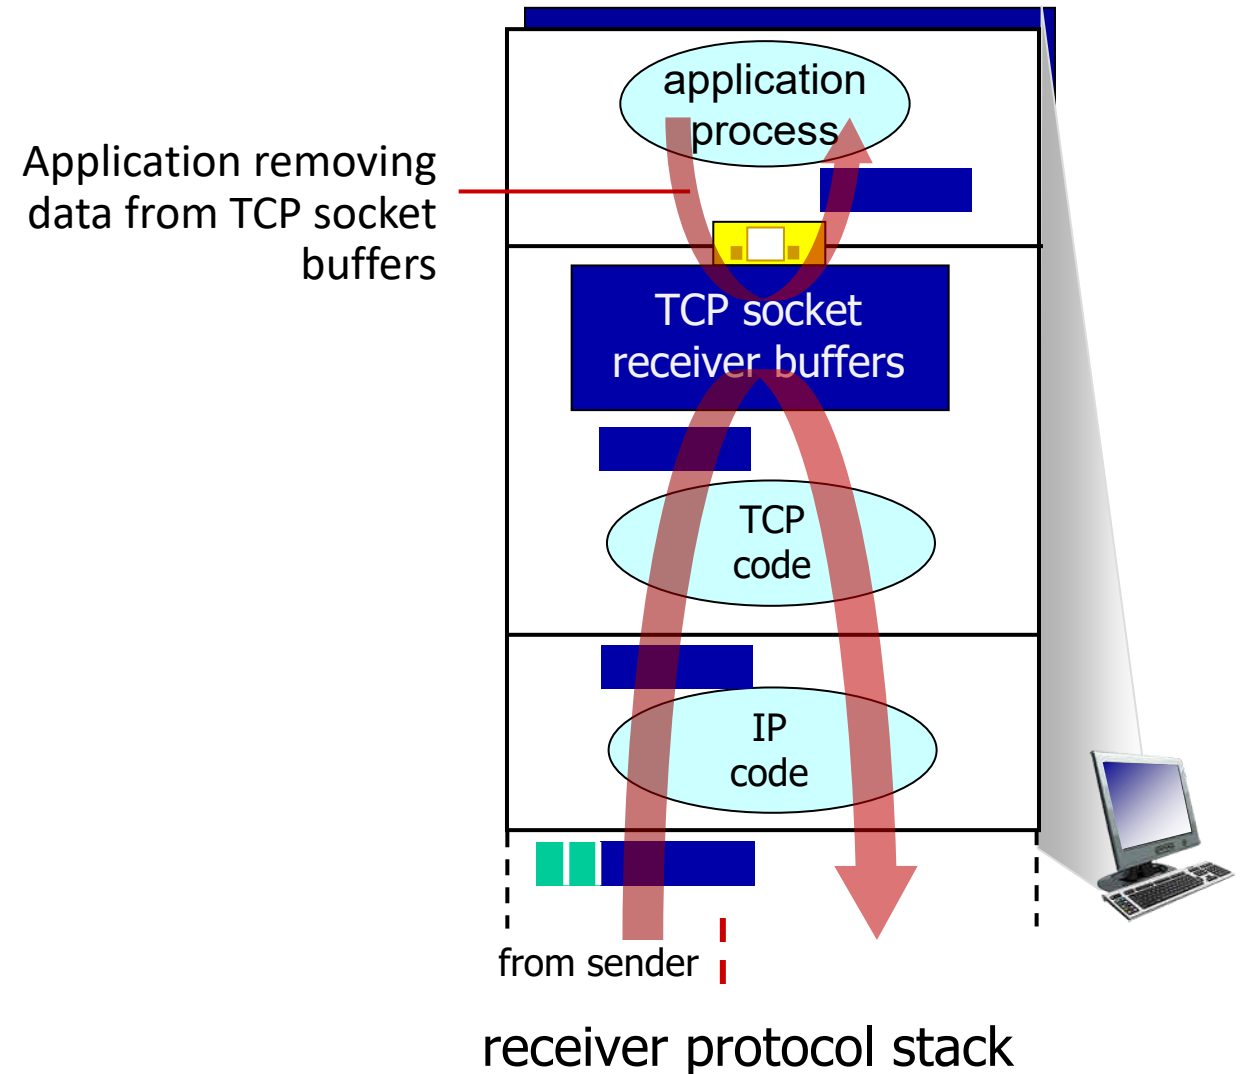 application
process
Application removing
data from TCP socket
buffers
TCP socket
receiver buffers
TCP
code
IP
code
from sender
receiver protocol stack